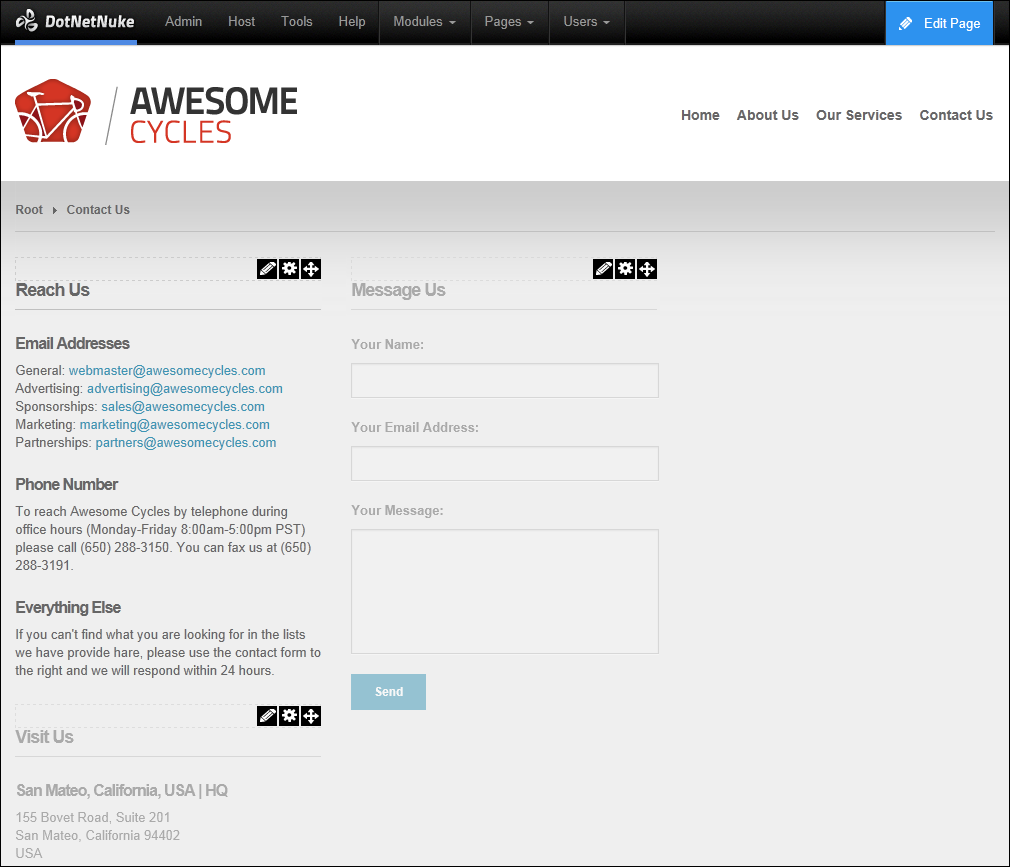 DotNetNuke Admin Host Tools Help Modules Pages Users Edit Page
AWESOME
CYCLES
Home About Us Our Services Contact Us
Root Contact Us
Reach Us
Email Addresses
General: webmaster@awesomecycles.com
Advertising: advertising@awesomecycles.com
Sponsorships: sales@awesomecycles.com
Marketing: marketing@awesomecycles.com
Partnerships: partners@awesomecycles.com
Phone Number
To reach Awesome Cycles by telephone during
office hours (Monday-Friday 8:00am-5:00pm PST)
please call (650) 288-3150. You can fax us at (650)
288-3191.
Everything Else
If you can't find what you are looking for in the lists
we have provide hare, please use the contact form to
the right and we will respond within 24 hours.
Visit Us
San Mateo, California, USA | HQ
155 Bovet Road, Suite 201
San Mateo, California 94402
USA
Message Us
Your Name:
Your Email Address:
Your Message:
Send